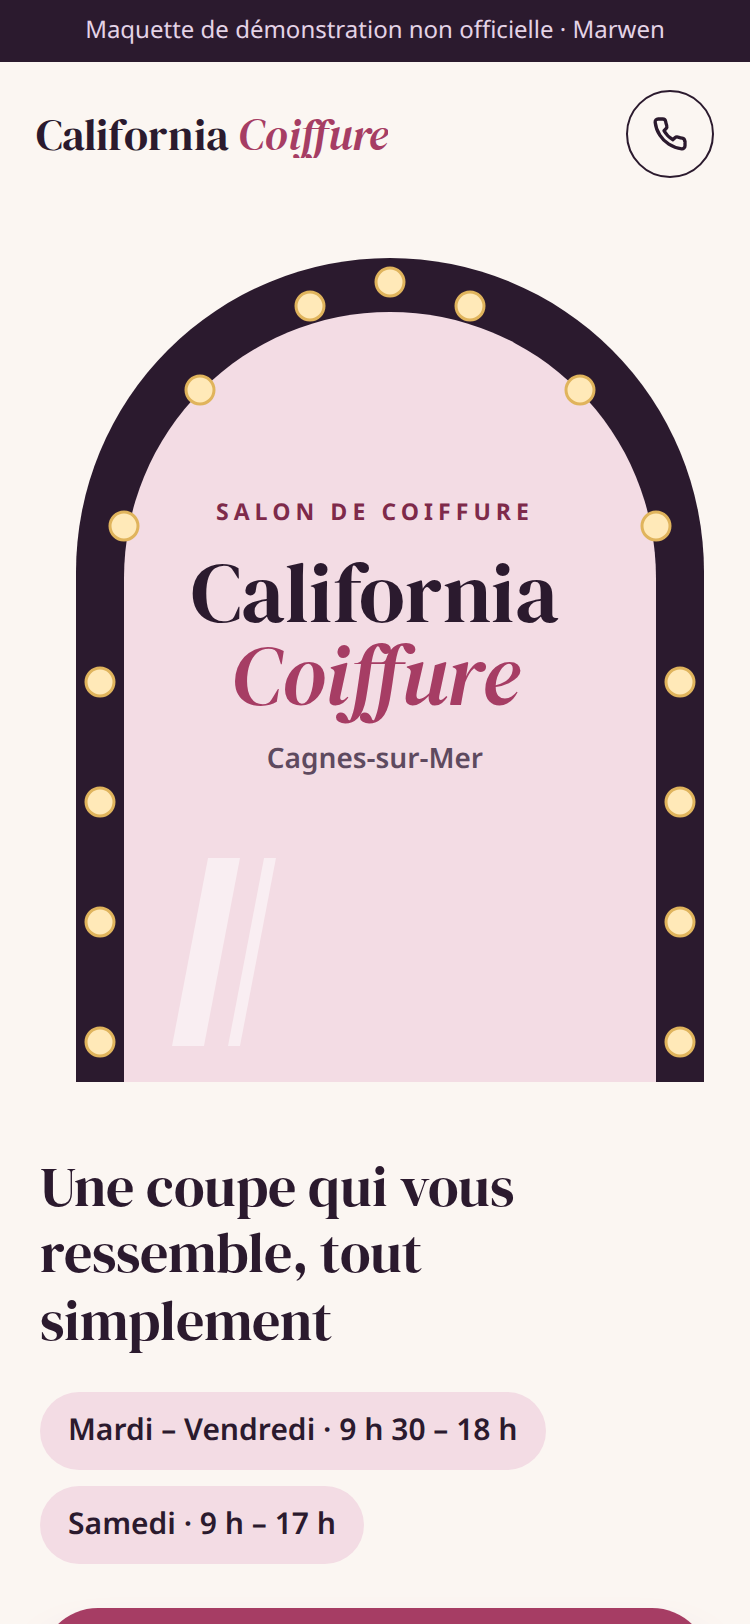 Maquette de démonstration non officielle · Marwen
California Coiffure
SALON DE COIFFURE
California
Coiffure
Cagnes-sur-Mer
Une coupe qui vous
ressemble, tout
simplement
Mardi – Vendredi · 9 h 30 – 18 h
Samedi · 9 h – 17 h